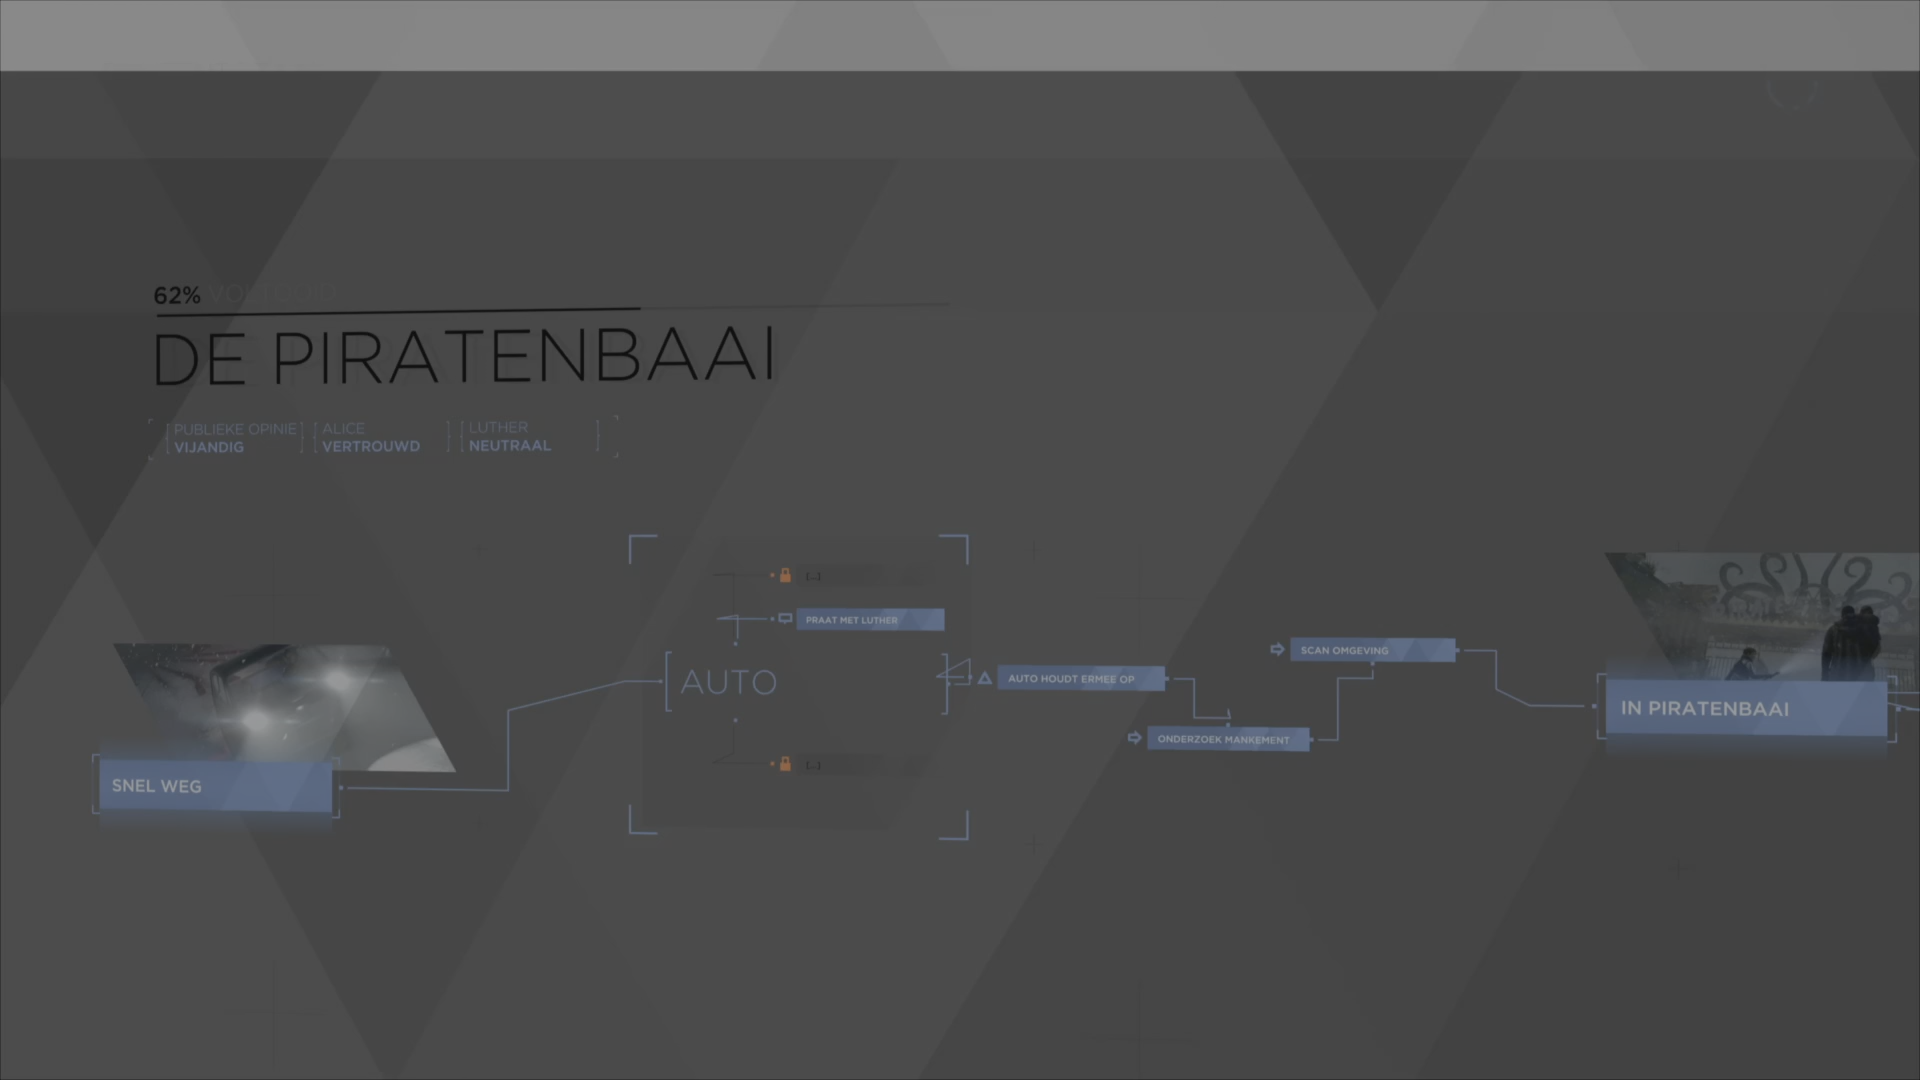 62% VOLTOOID
DE PIRATENBAAI
PUBLIEKE OPINIE
VIJANDIG
ALICE
VERTROUWD
LUTHER
NEUTRAAL
SNEL WEG
[...]
PRAAT MET LUTHER
AUTO
[...]
AUTO HOUDT ERMEE OP
ONDERZOEK MANKEMENT
SCAN OMGEVING
IN PIRATENBAAI